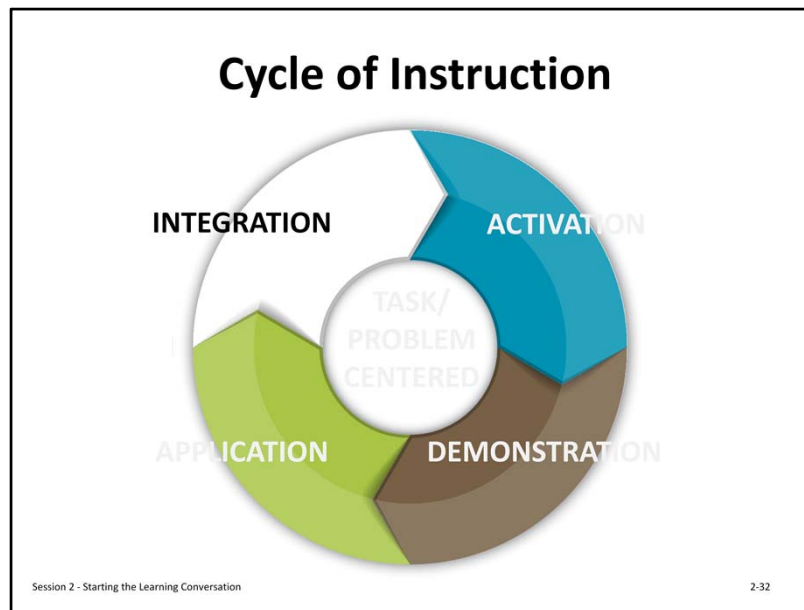 Cycle of Instruction
INTEGRATION
ACTIVATION
TASK/
PROBLEM
CENTERED
APPLICATION
DEMONSTRATION
Session 2 - Starting the Learning Conversation
2-32